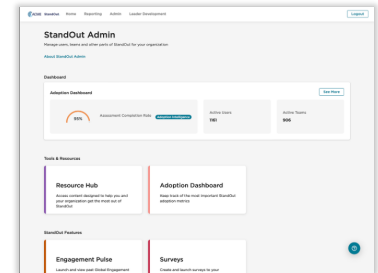 ACME StandOut Home Reporting Admin Leader Development Logout
StandOut Admin
Manage users, teams and other parts of StandOut for your organization
About StandOut Admin
Dashboard
Adoption Dashboard
See More
Assessment Completion Rate
Adoption Intelligence
Active Users
1161
Active Teams
986
Tools & Resources
Resource Hub
Access content designed to help you and
your organization get the most out of
StandOut
Adoption Dashboard
Keep track of the most important StandOut
adoption metrics
StandOut Features
Engagement Pulse
Launch and view past Global Engagement
Surveys
Create and launch surveys to your